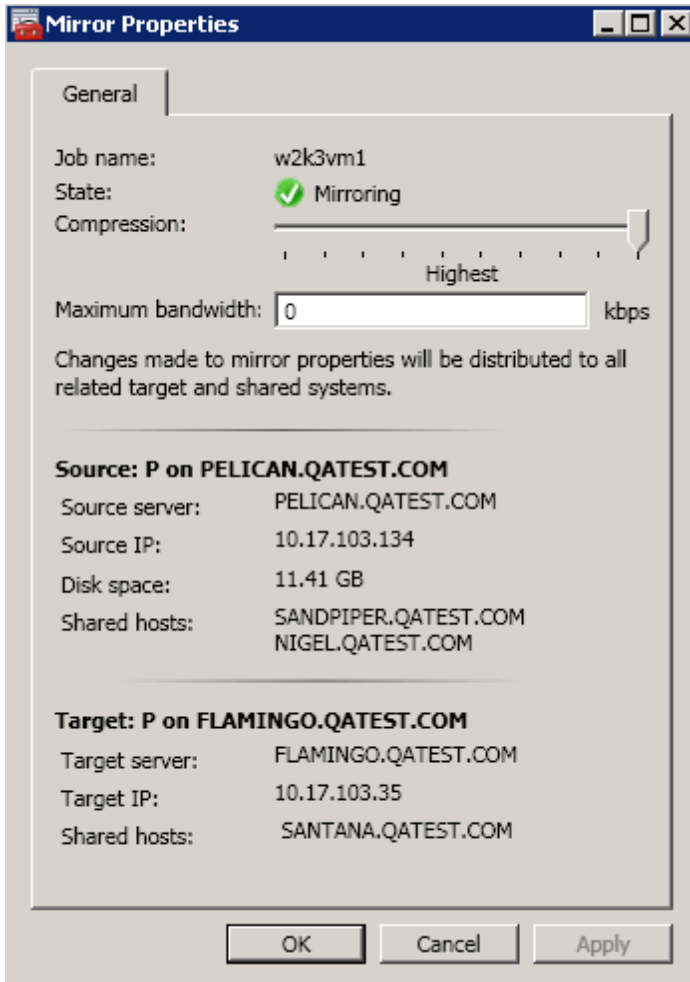 Mirror Properties
General
Job name: w2k3vm1
State: Mirroring
Compression:
Highest
Maximum bandwidth: 0 kbps
Changes made to mirror properties will be distributed to all
related target and shared systems.
Source: P on PELICAN.QATEST.COM
Source server: PELICAN.QATEST.COM
Source IP: 10.17.103.134
Disk space: 11.41 GB
Shared hosts: SANDPIPER.QATEST.COM
NIGEL.QATEST.COM
Target: P on FLAMINGO.QATEST.COM
Target server: FLAMINGO.QATEST.COM
Target IP: 10.17.103.35
Shared hosts: SANTANA.QATEST.COM
OK Cancel Apply